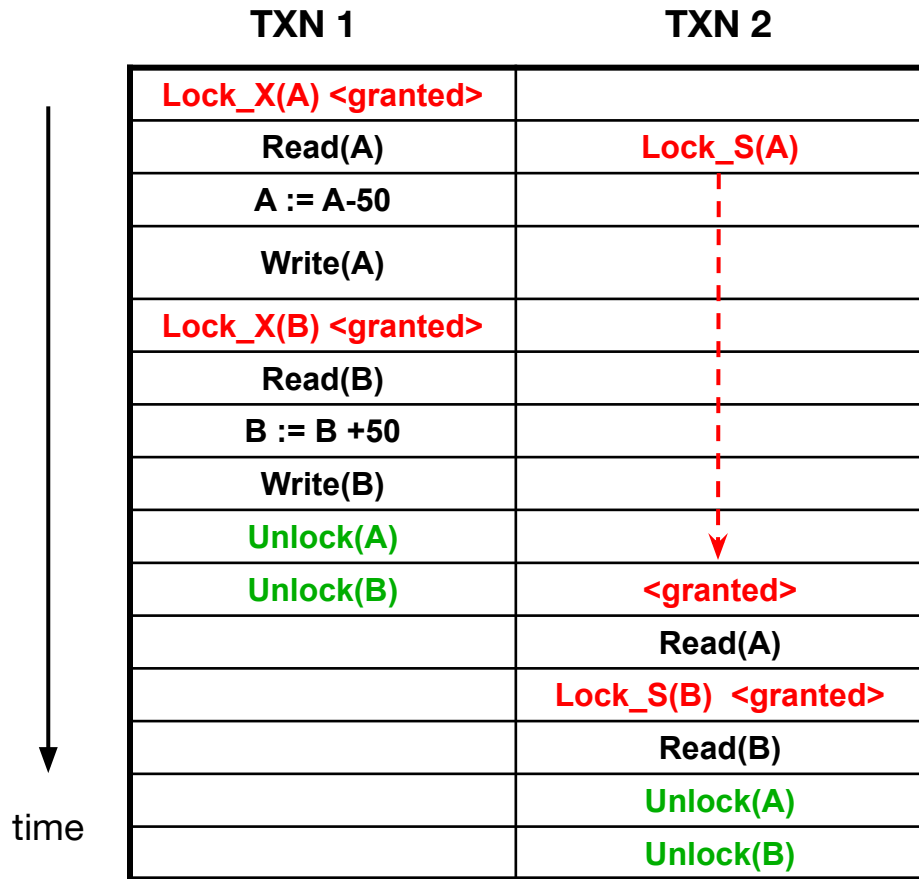 TXN 1 TXN 2
Lock_X(A) <granted>
Read(A) Lock_S(A)
A := A-50
Write(A)
Lock_X(B) <granted>
Read(B)
B := B +50
Write(B)
Unlock(A)
Unlock(B) <granted>
Read(A)
Lock_S(B) <granted>
Read(B)
Unlock(A)
Unlock(B)
time